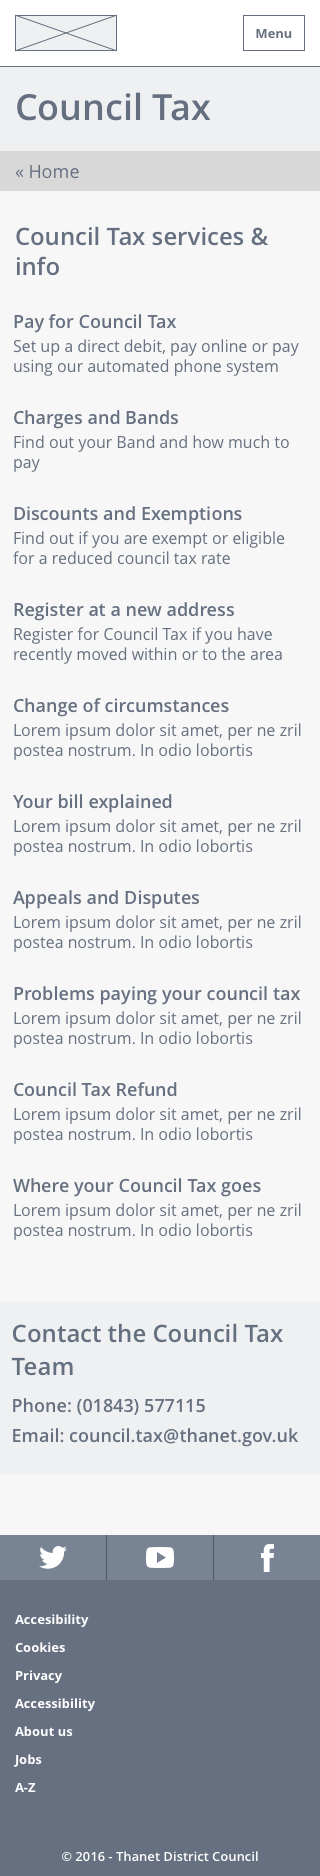 Menu
Council Tax
« Home
Council Tax services &
info
Pay for Council Tax
Set up a direct debit, pay online or pay
using our automated phone system
Charges and Bands
Find out your Band and how much to
pay
Discounts and Exemptions
Find out if you are exempt or eligible
for a reduced council tax rate
Register at a new address
Register for Council Tax if you have
recently moved within or to the area
Change of circumstances
Lorem ipsum dolor sit amet, per ne zril
postea nostrum. In odio lobortis
Your bill explained
Lorem ipsum dolor sit amet, per ne zril
postea nostrum. In odio lobortis
Appeals and Disputes
Lorem ipsum dolor sit amet, per ne zril
postea nostrum. In odio lobortis
Problems paying your council tax
Lorem ipsum dolor sit amet, per ne zril
postea nostrum. In odio lobortis
Council Tax Refund
Lorem ipsum dolor sit amet, per ne zril
postea nostrum. In odio lobortis
Where your Council Tax goes
Lorem ipsum dolor sit amet, per ne zril
postea nostrum. In odio lobortis
Contact the Council Tax
Team
Phone: (01843) 577115
Email: council.tax@thanet.gov.uk
Accesibility
Cookies
Privacy
Accessibility
About us
Jobs
A-Z
© 2016 - Thanet District Council